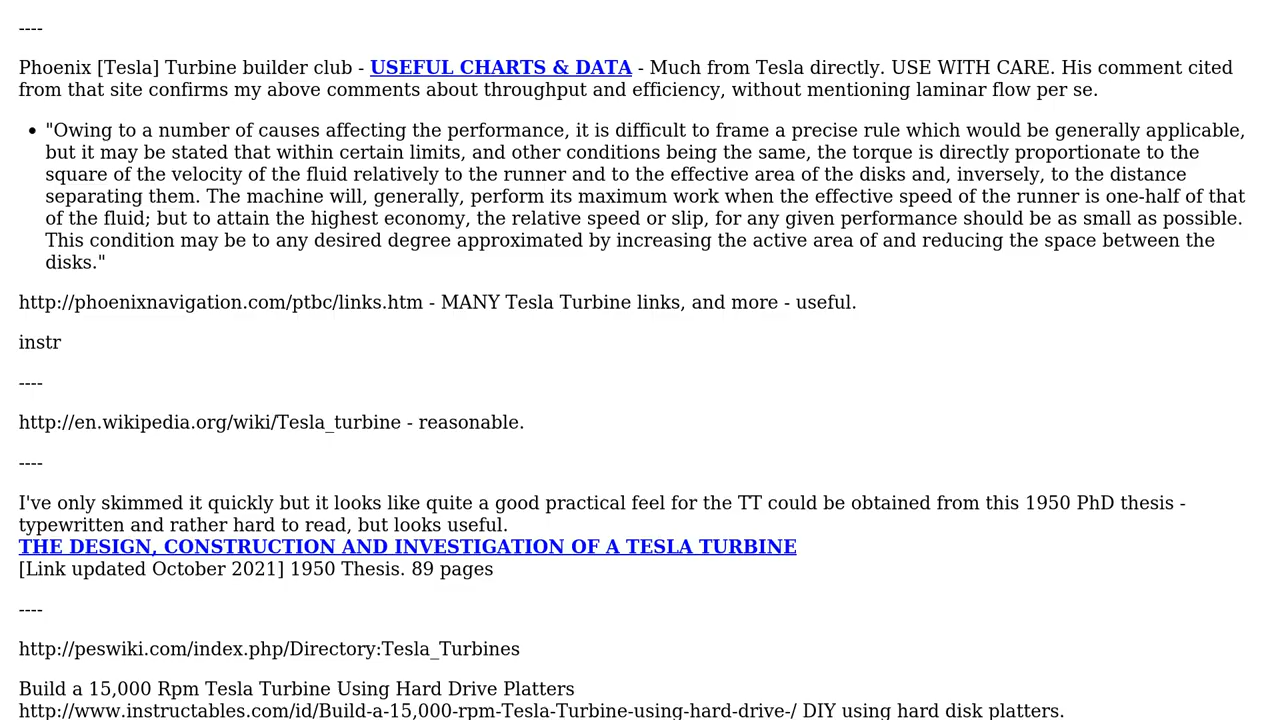 ----
Phoenix [Tesla] Turbine builder club - USEFUL CHARTS & DATA - Much from Tesla directly. USE WITH CARE. His comment cited
from that site confirms my above comments about throughput and efficiency, without mentioning laminar flow per se.
• "Owing to a number of causes affecting the performance, it is difficult to frame a precise rule which would be generally applicable,
but it may be stated that within certain limits, and other conditions being the same, the torque is directly proportionate to the
square of the velocity of the fluid relatively to the runner and to the effective area of the disks and, inversely, to the distance
separating them. The machine will, generally, perform its maximum work when the effective speed of the runner is one-half of that
of the fluid; but to attain the highest economy, the relative speed or slip, for any given performance should be as small as possible.
This condition may be to any desired degree approximated by increasing the active area of and reducing the space between the
disks."
http://phoenixnavigation.com/ptbc/links.htm - MANY Tesla Turbine links, and more - useful.
instr
----
http://en.wikipedia.org/wiki/Tesla_turbine - reasonable.
----
I've only skimmed it quickly but it looks like quite a good practical feel for the TT could be obtained from this 1950 PhD thesis -
typewritten and rather hard to read, but looks useful.
THE DESIGN, CONSTRUCTION AND INVESTIGATION OF A TESLA TURBINE
[Link updated October 2021] 1950 Thesis. 89 pages
----
http://peswiki.com/index.php/Directory:Tesla_Turbines
Build a 15,000 Rpm Tesla Turbine Using Hard Drive Platters
http://www.instructables.com/id/Build-a-15,000-rpm-Tesla-Turbine-using-hard-drive-/ DIY using hard disk platters.